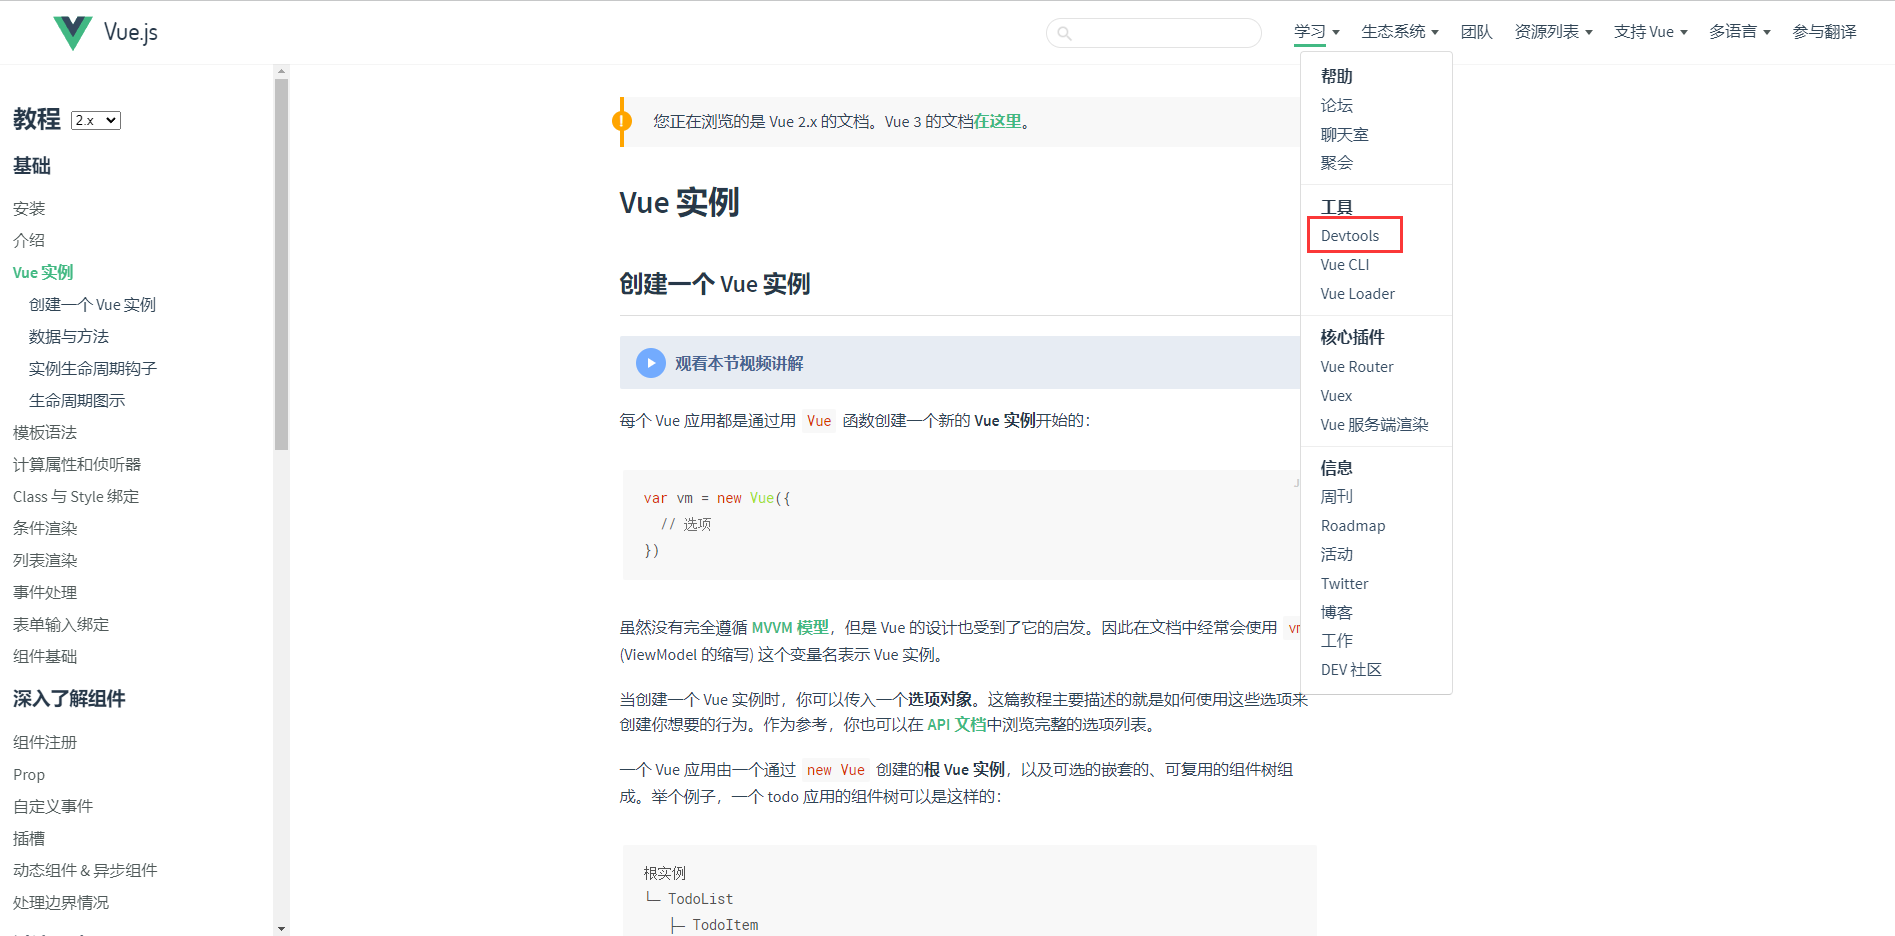 Vue.js
学习
生态系统
团队
资源列表
支持 Vue
多语言
参与翻译
教程 2.x
基础
安装
介绍
Vue 实例
创建一个 Vue 实例
数据与方法
实例生命周期钩子
生命周期图示
模板语法
计算属性和侦听器
Class 与 Style 绑定
条件渲染
列表渲染
事件处理
表单输入绑定
组件基础
深入了解组件
组件注册
Prop
自定义事件
插槽
动态组件 & 异步组件
处理边界情况
您正在浏览的是 Vue 2.x 的文档。Vue 3 的文档在这里。
Vue 实例
创建一个 Vue 实例
观看本节视频讲解
每个 Vue 应用都是通过用 Vue 函数创建一个新的 Vue 实例开始的：
var vm = new Vue({
// 选项
})
虽然没有完全遵循 MVVM 模型，但是 Vue 的设计也受到了它的启发。因此在文档中经常会使用
(ViewModel 的缩写) 这个变量名表示 Vue 实例。
当创建一个 Vue 实例时，你可以传入一个选项对象。这篇教程主要描述的就是如何使用这些选项来
创建你想要的行为。作为参考，你也可以在 API 文档中浏览完整的选项列表。
一个 Vue 应用由一个通过 new Vue 创建的根 Vue 实例，以及可选的嵌套的、可复用的组件树组
成。举个例子，一个 todo 应用的组件树可以是这样的：
根实例
└─ TodoList
├─ TodoItem
帮助
论坛
聊天室
聚会
工具
Devtools
Vue CLI
Vue Loader
核心插件
Vue Router
Vuex
Vue 服务端渲染
信息
周刊
Roadmap
活动
Twitter
博客
工作
DEV 社区